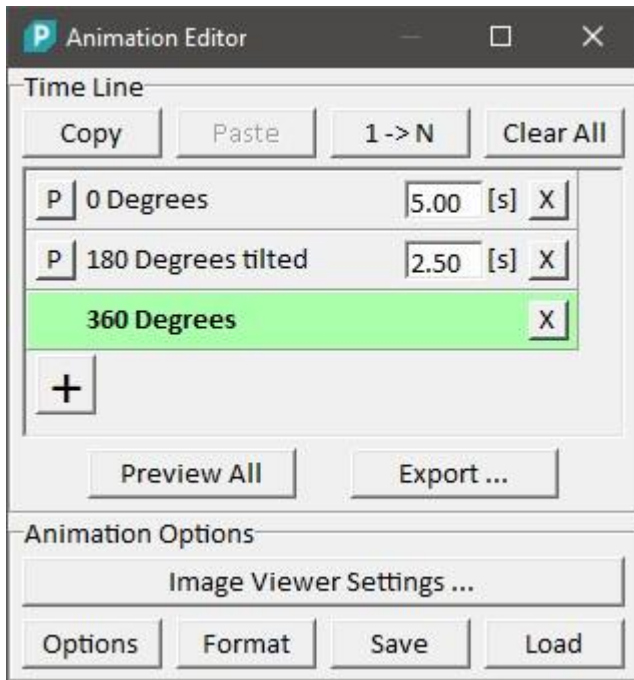 P Animation Editor
Time Line
Copy Paste 1 -> N Clear All
P 0 Degrees 5.00 [s] X
P 180 Degrees tilted 2.50 [s] X
360 Degrees X
+
Preview All Export ...
Animation Options
Image Viewer Settings ...
Options Format Save Load